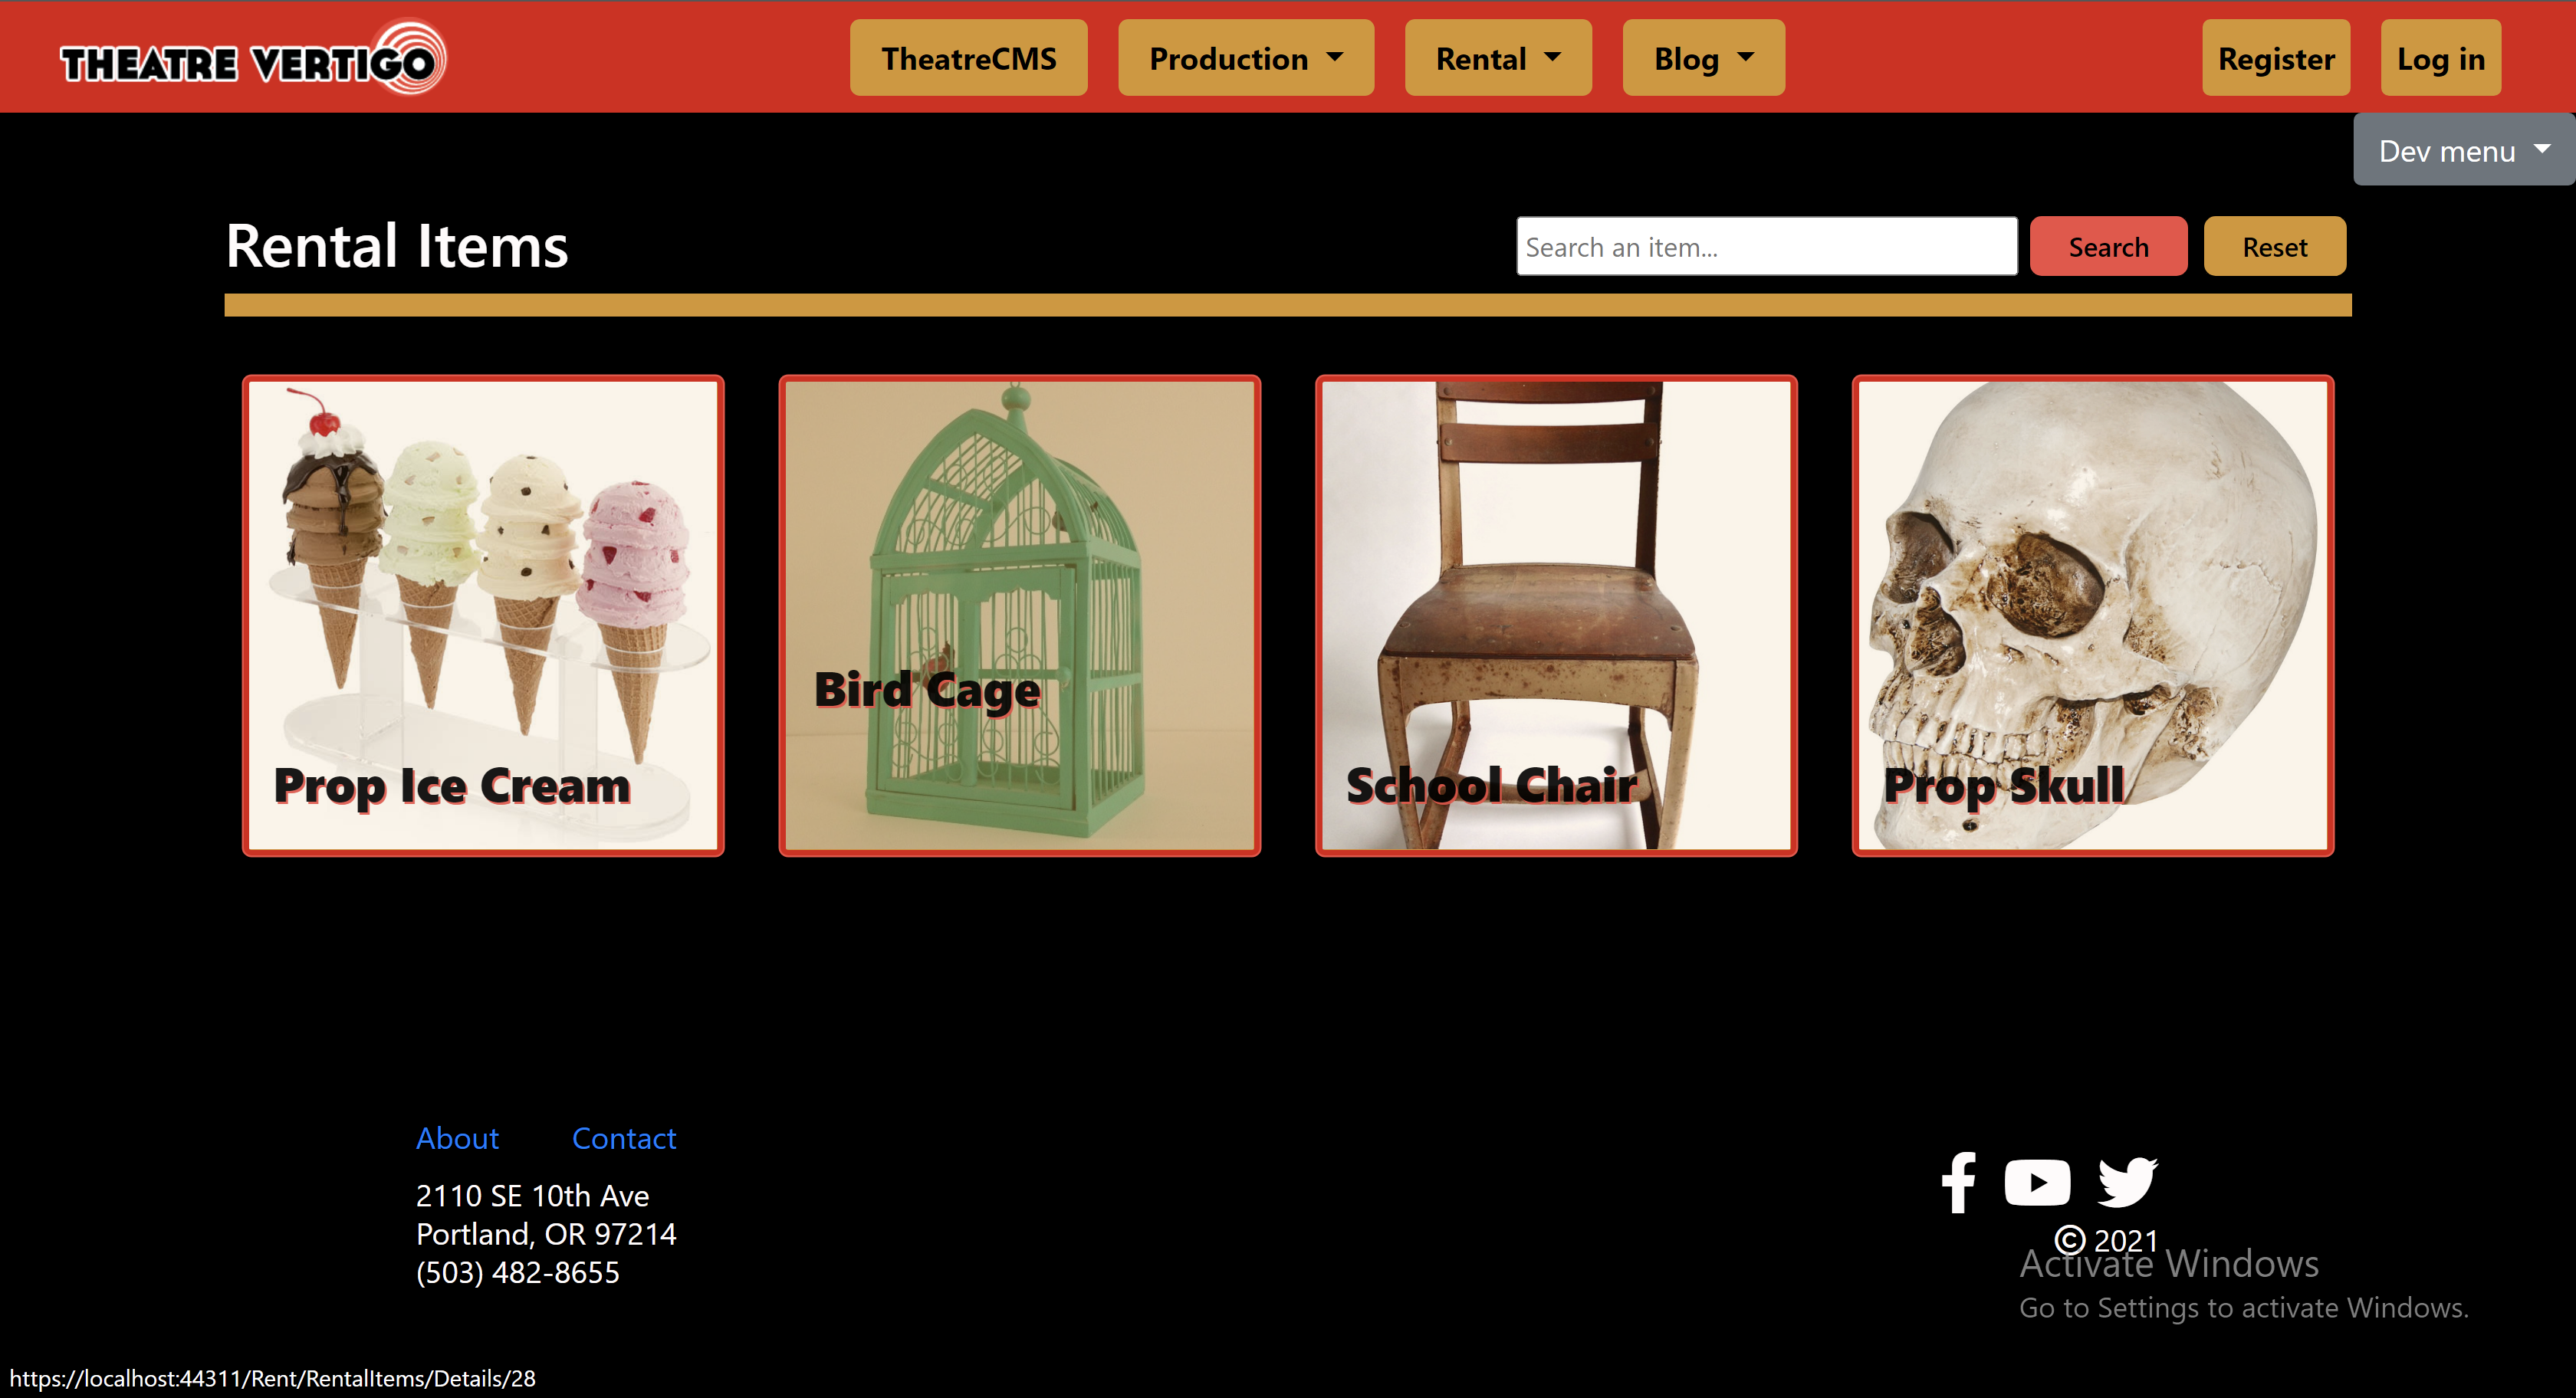 THEATRE VERTIGO
TheatreCMS
Production
Rental
Blog
Register
Log in
Dev menu
Rental Items
Search an item...
Search
Reset
Prop Ice Cream
Bird Cage
School Chair
Prop Skull
About
Contact
2110 SE 10th Ave
Portland, OR 97214
(503) 482-8655
© 2021
Activate Windows
Go to Settings to activate Windows.
https://localhost:44311/Rent/RentalItems/Details/28